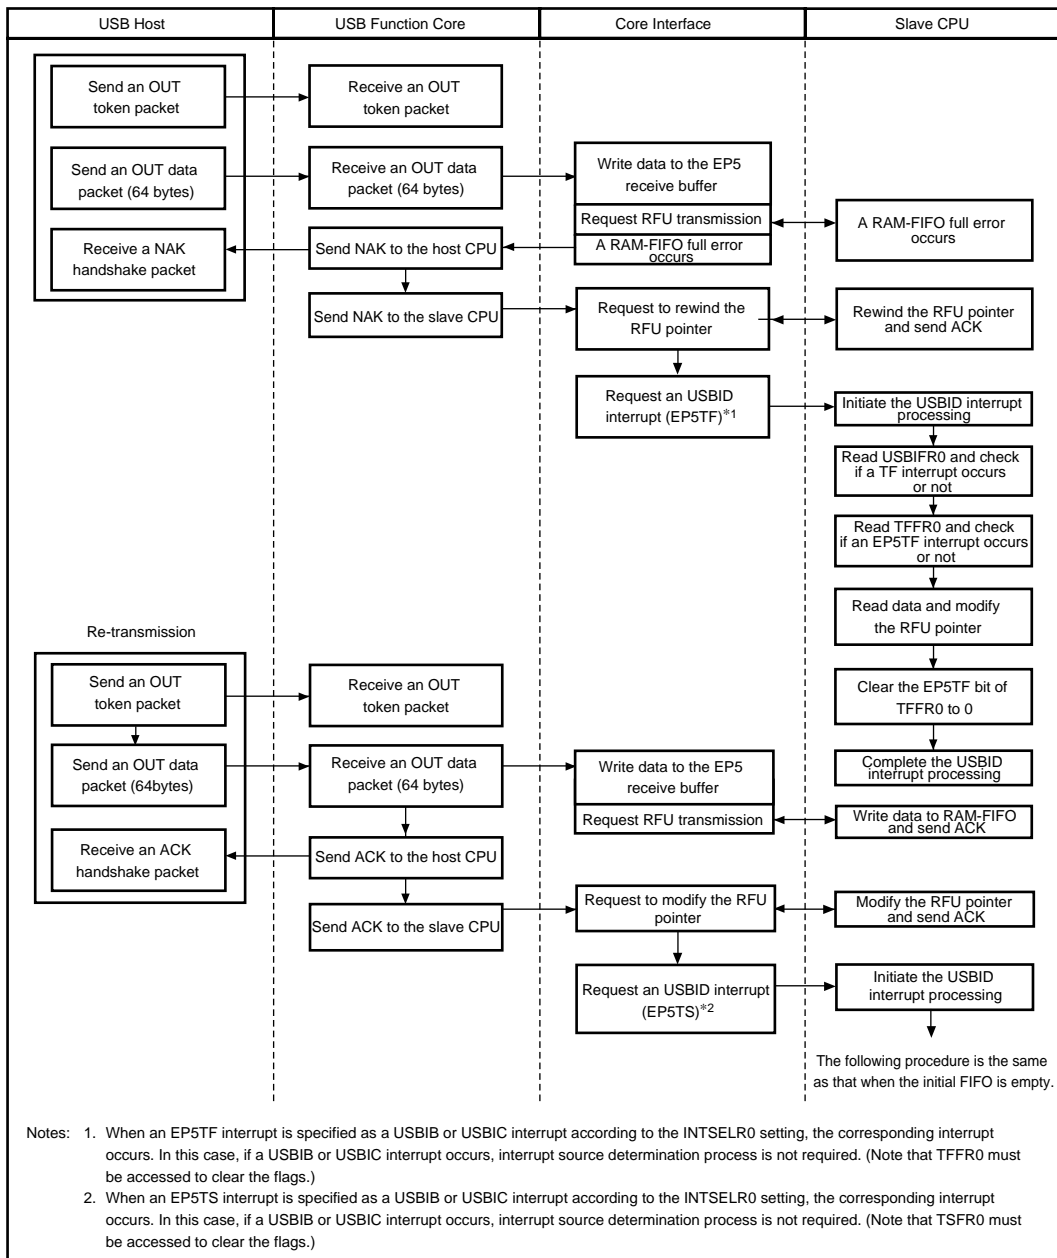 USB Host
USB Function Core
Core Interface
Slave CPU
Send an OUT
token packet
Receive an OUT
token packet
Send an OUT data
packet (64 bytes)
Receive an OUT data
packet (64 bytes)
Write data to the EP5
receive buffer
Request RFU transmission
A RAM-FIFO full error
occurs
A RAM-FIFO full error
occurs
Receive a NAK
handshake packet
Send NAK to the host CPU
Send NAK to the slave CPU
Request to rewind the
RFU pointer
Rewind the RFU pointer
and send ACK
Request an USBID
interrupt (EP5TF)*1
Initiate the USBID interrupt
processing
Read USBIFR0 and check
if a TF interrupt occurs
or not
Read TFFR0 and check
if an EP5TF interrupt occurs
or not
Read data and modify
the RFU pointer
Clear the EP5TF bit of
TFFR0 to 0
Complete the USBID
interrupt processing
Re-transmission
Send an OUT
token packet
Receive an OUT
token packet
Send an OUT data
packet (64bytes)
Receive an OUT data
packet (64 bytes)
Write data to the EP5
receive buffer
Request RFU transmission
Write data to RAM-FIFO
and send ACK
Receive an ACK
handshake packet
Send ACK to the host CPU
Send ACK to the slave CPU
Request to modify the RFU
pointer
Modify the RFU pointer
and send ACK
Request an USBID interrupt
(EP5TS)*2
Initiate the USBID
interrupt processing
The following procedure is the same
as that when the initial FIFO is empty.
Notes: 1. When an EP5TF interrupt is specified as a USBIB or USBIC interrupt according to the INTSELR0 setting, the corresponding interrupt
occurs. In this case, if a USBIB or USBIC interrupt occurs, interrupt source determination process is not required. (Note that TFFR0 must
be accessed to clear the flags.)
2. When an EP5TS interrupt is specified as a USBIB or USBIC interrupt according to the INTSELR0 setting, the corresponding interrupt
occurs. In this case, if a USBIB or USBIC interrupt occurs, interrupt source determination process is not required. (Note that TSFR0 must
be accessed to clear the flags.)